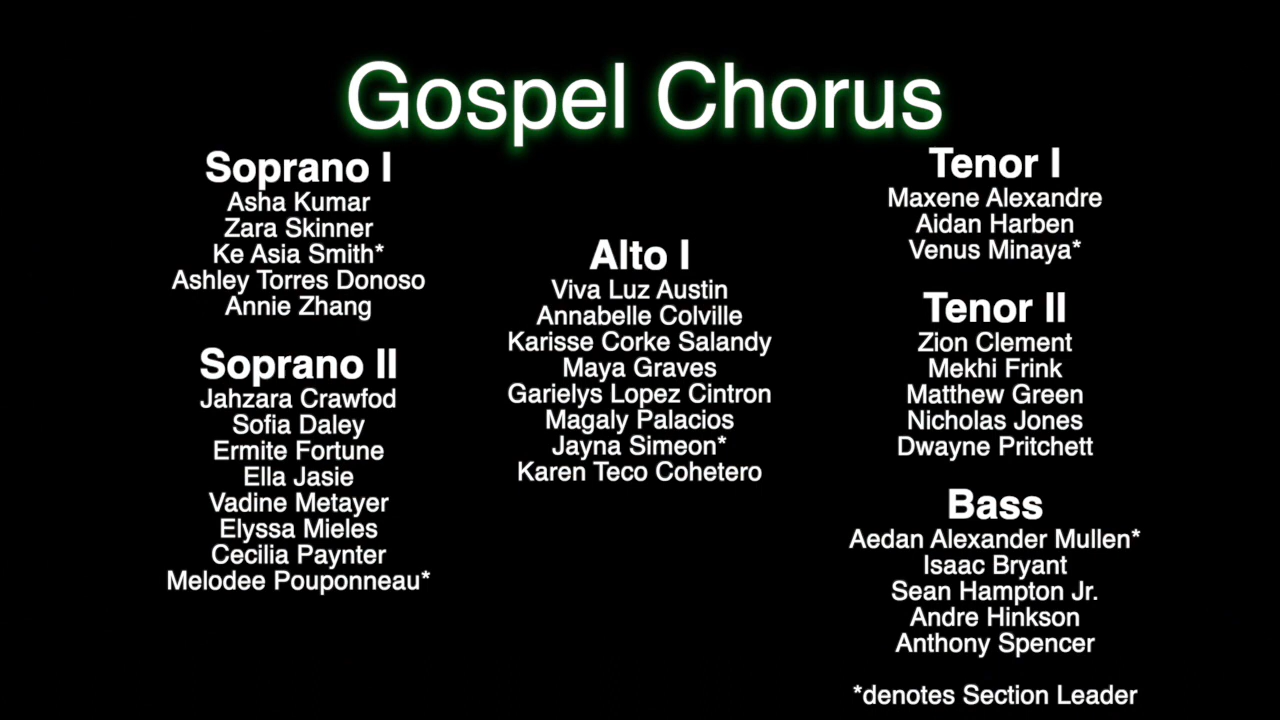 Gospel Chorus
Soprano I
Asha Kumar
Zara Skinner
Ke Asia Smith*
Ashley Torres Donoso
Annie Zhang
Soprano II
Jahzara Crawfod
Sofia Daley
Ermite Fortune
Ella Jasie
Vadine Metayer
Elyssa Mieles
Cecilia Paynter
Melodee Pouponneau*
Alto I
Viva Luz Austin
Annabelle Colville
Karisse Corke Salandy
Maya Graves
Garielys Lopez Cintron
Magaly Palacios
Jayna Simeon*
Karen Teco Cohetero
Tenor I
Maxene Alexandre
Aidan Harben
Venus Minaya*
Tenor II
Zion Clement
Mekhi Frink
Matthew Green
Nicholas Jones
Dwayne Pritchett
Bass
Aedan Alexander Mullen*
Isaac Bryant
Sean Hampton Jr.
Andre Hinkson
Anthony Spencer
*denotes Section Leader